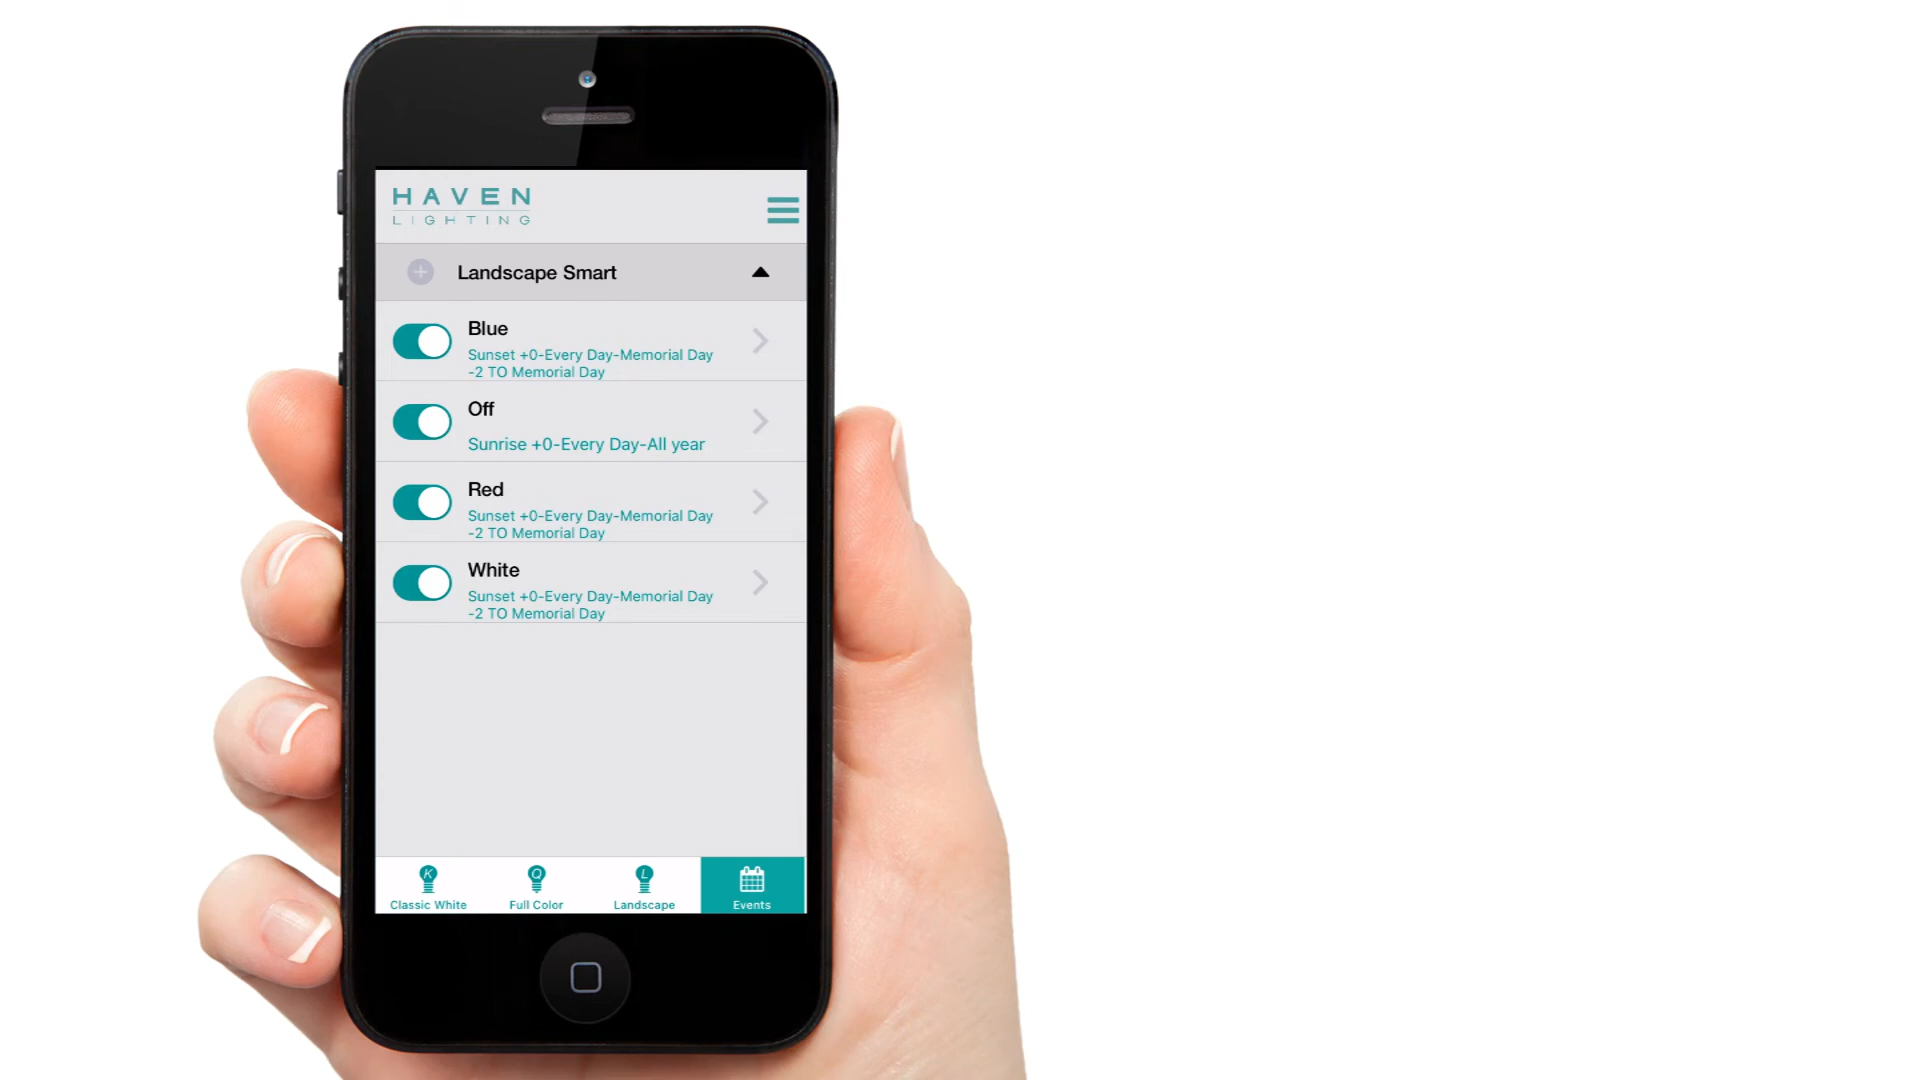 HAVEN
LIGHTING
Landscape Smart
Blue
Sunset +0-Every Day-Memorial Day
-2 TO Memorial Day
Off
Sunrise +0-Every Day-All year
Red
Sunset +0-Every Day-Memorial Day
-2 TO Memorial Day
White
Sunset +0-Every Day-Memorial Day
-2 TO Memorial Day
K Q L
Classic White Full Color Landscape Events